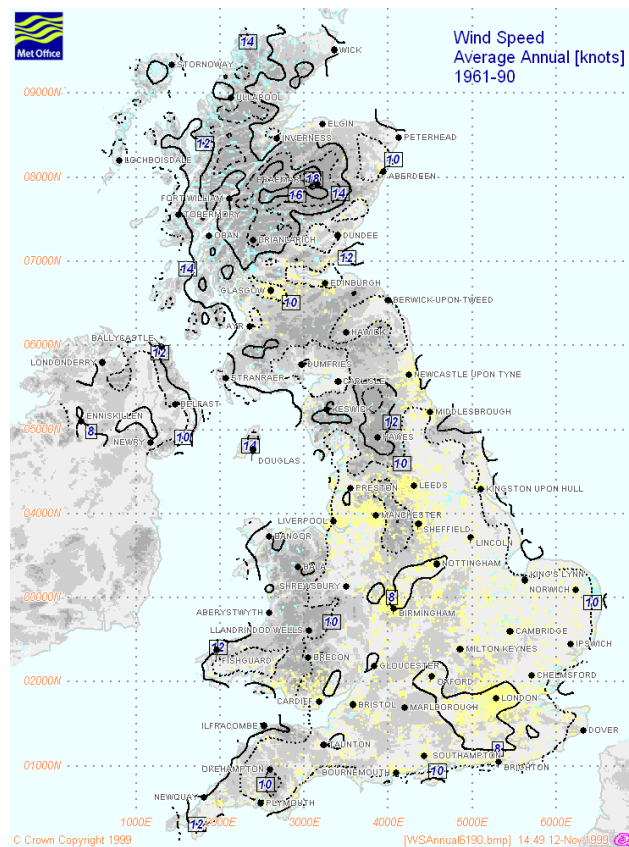 Met Office
Wind Speed
Average Annual [knots]
1961-90
14
WICK
STORNOWAY
09000N
ULLAPOOL
ELGIN
PETERHEAD
INVERNESS
12
LOCHBOISDALE
10
08000N
BRAEMAR
18
ABERDEEN
FORT WILLIAM
16
14
TOBERMORY
OBAN
BRIANLARICH
DUNDEE
07000N
14
12
EDINBURGH
GLASGOW
10
BERWICK-UPON-TWEED
AYR
HAWICK
06000N
BALLYCASTLE
12
LONDONDERRY
DUMFRIES
STRANRAER
CARLISLE
NEWCASTLE UPON TYNE
BELFAST
KESWICK
MIDDLESBROUGH
ENNISKILLEN
12
05000N
8
NEWRY
10
HAWES
14
DOUGLAS
10
PRESTON
LEEDS
KINGSTON UPON HULL
04000N
LIVERPOOL
MANCHESTER
SHEFFIELD
BANGOR
LINCOLN
BALA
NOTTINGHAM
SHREWSBURY
KING'S LYNN
03000N
8
NORWICH
10
ABERYSTWYTH
BIRMINGHAM
LLANDRINDOD WELLS
10
CAMBRIDGE
12
IPSWICH
FISHGUARD
BRECON
MILTON KEYNES
GLOUCESTER
02000N
OXFORD
CHELMSFORD
CARDIFF
BRISTOL
MARLBOROUGH
LONDON
ILFRACOMBE
DOVER
TAUNTON
8
SOUTHAMPTON
01000N
OKEHAMPTON
BOURNEMOUTH
10
BRIGHTON
10
NEWQUAY
PLYMOUTH
12
1000E
2000E
3000E
4000E
5000E
6000E
C Crown Copyright 1999
[WSAnnual6190.bmp] 14:49 12-Nov-1999